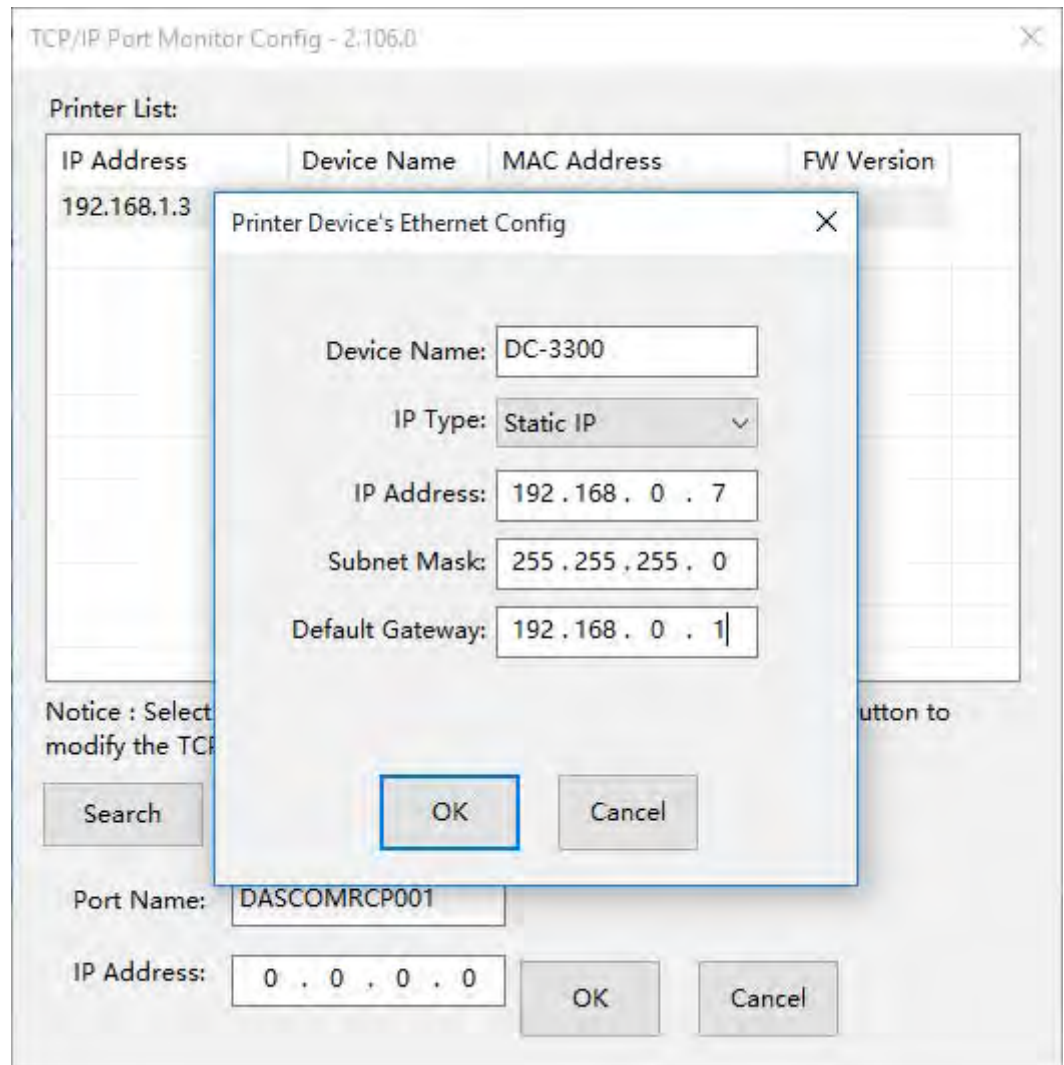 TCP/IP Port Monitor Config - 2.106.0
Printer List:
IP Address Device Name MAC Address FW Version
192.168.1.3
Printer Device's Ethernet Config
Device Name: DC-3300
IP Type: Static IP
IP Address: 192 . 168 . 0 . 7
Subnet Mask: 255 . 255 . 255 . 0
Default Gateway: 192 . 168 . 0 . 1
Notice : Select utton to
modify the TCP
Search
OK Cancel
Port Name: DASCOMRCP001
IP Address: 0 . 0 . 0 . 0
OK Cancel